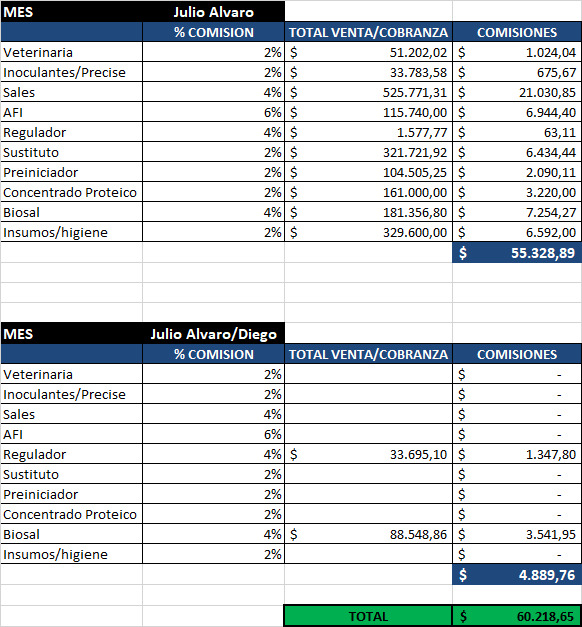 MES Julio Alvaro
% COMISION TOTAL VENTA/COBRANZA COMISIONES
Veterinaria 2% $ 51.202,02 $ 1.024,04
Inoculantes/Precise 2% $ 33.783,58 $ 675,67
Sales 4% $ 525.771,31 $ 21.030,85
AFI 6% $ 115.740,00 $ 6.944,40
Regulador 4% $ 1.577,77 $ 63,11
Sustituto 2% $ 321.721,92 $ 6.434,44
Preiniciador 2% $ 104.505,25 $ 2.090,11
Concentrado Proteico 2% $ 161.000,00 $ 3.220,00
Biosal 4% $ 181.356,80 $ 7.254,27
Insumos/higiene 2% $ 329.600,00 $ 6.592,00
$ 55.328,89
MES Julio Alvaro/Diego
% COMISION TOTAL VENTA/COBRANZA COMISIONES
Veterinaria 2% $ -
Inoculantes/Precise 2% $ -
Sales 4% $ -
AFI 6% $ -
Regulador 4% $ 33.695,10 $ 1.347,80
Sustituto 2% $ -
Preiniciador 2% $ -
Concentrado Proteico 2% $ -
Biosal 4% $ 88.548,86 $ 3.541,95
Insumos/higiene 2% $ -
$ 4.889,76
TOTAL $ 60.218,65